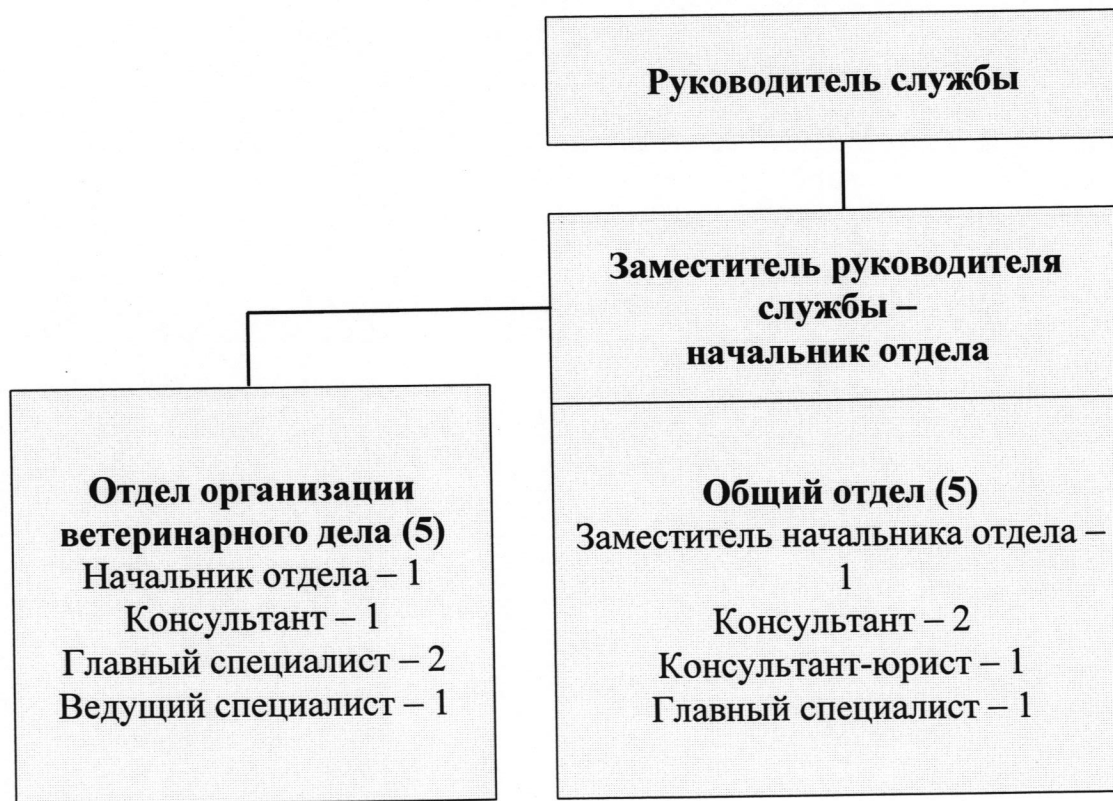 Руководитель службы
Заместитель руководителя
службы –
начальник отдела
Отдел организации
ветеринарного дела (5)
Начальник отдела – 1
Консультант – 1
Главный специалист – 2
Ведущий специалист – 1
Общий отдел (5)
Заместитель начальника отдела –
1
Консультант – 2
Консультант-юрист – 1
Главный специалист – 1